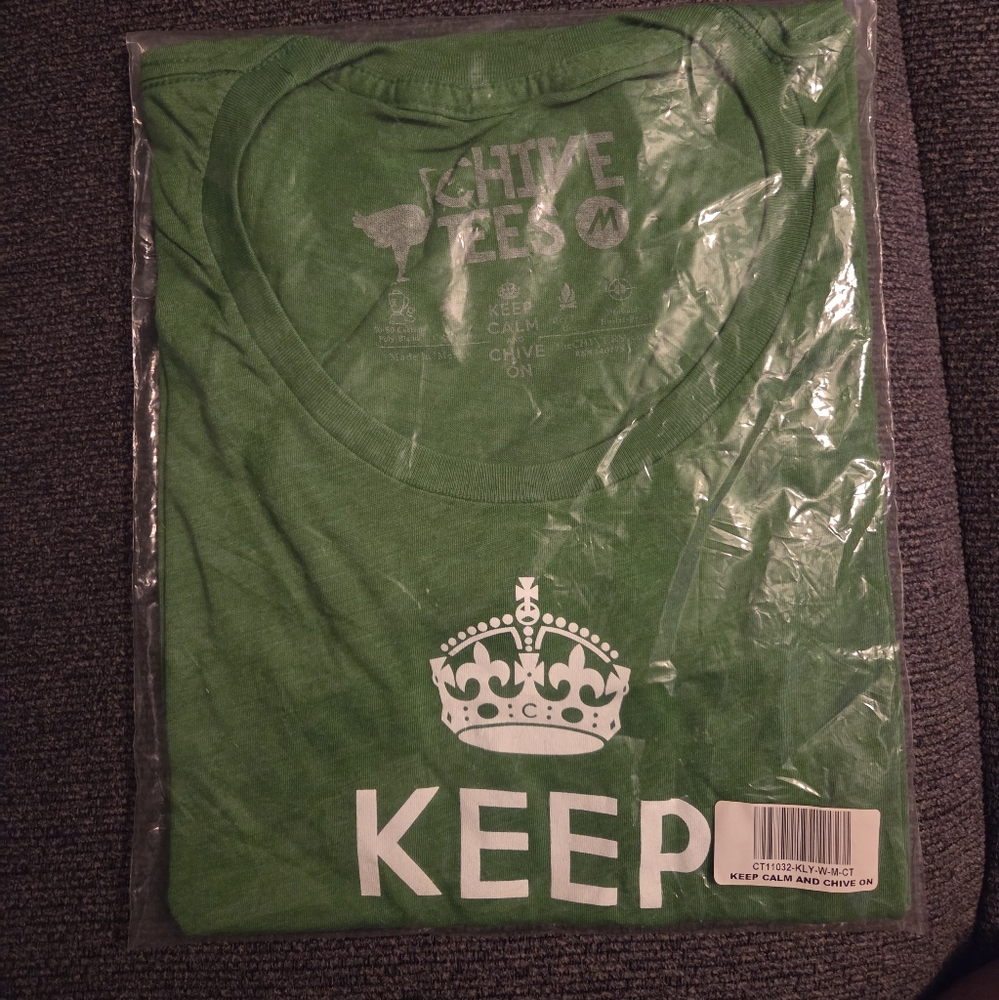 CHIVE
TEES M
KEEP
CALM
CHIVE
ON
C
KEEP
CT11032-KLY-W-M-CT
KEEP CALM AND CHIVE ON